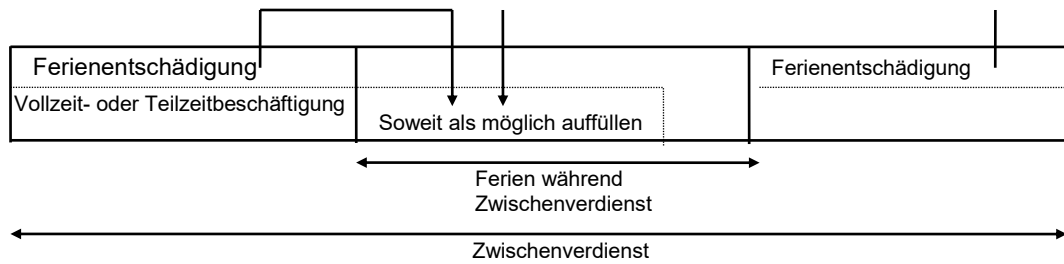 Ferienentschädigung
Vollzeit- oder Teilzeitbeschäftigung
Soweit als möglich auffüllen
Ferienentschädigung
Ferien während
Zwischenverdienst
Zwischenverdienst